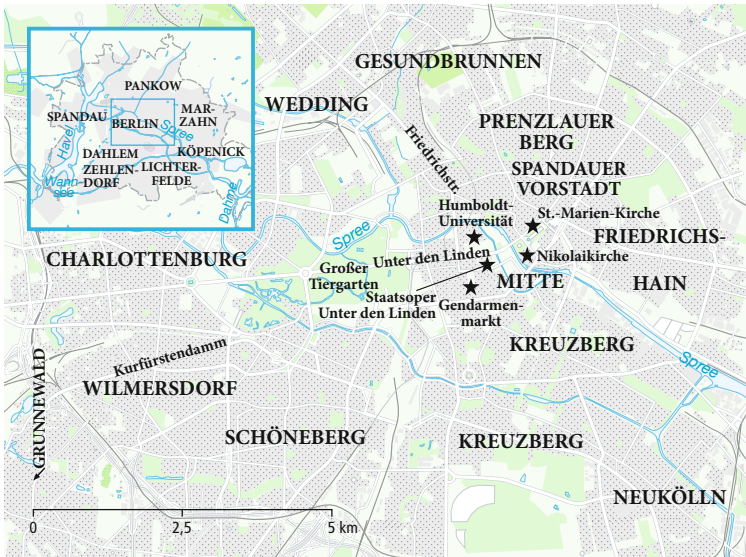 GESUNDBRUNNEN
WEDDING
PANKOW
SPANDAU
MAR-
ZAHN
BERLIN
Spree
Havel
DAHLEM
KÖPENICK
ZEHLEN-
DORF
LICHTER-
FELDE
Wann-
see
Dahme
Friedrichstr.
PRENZLAUER
BERG
SPANDAUER
VORSTADT
Humboldt-
Universität
St.-Marien-Kirche
Spree
FRIEDRICHS-
HAIN
CHARLOTTENBURG
Unter den Linden
Nikolaikirche
Großer
Tiergarten
MITTE
Staatsoper
Unter den Linden
Gendarmen-
markt
KREUZBERG
Spree
Kurfürstendamm
WILMERSDORF
GRUNNEWALD
SCHÖNEBERG
KREUZBERG
NEUKÖLLN
0 2,5 5 km